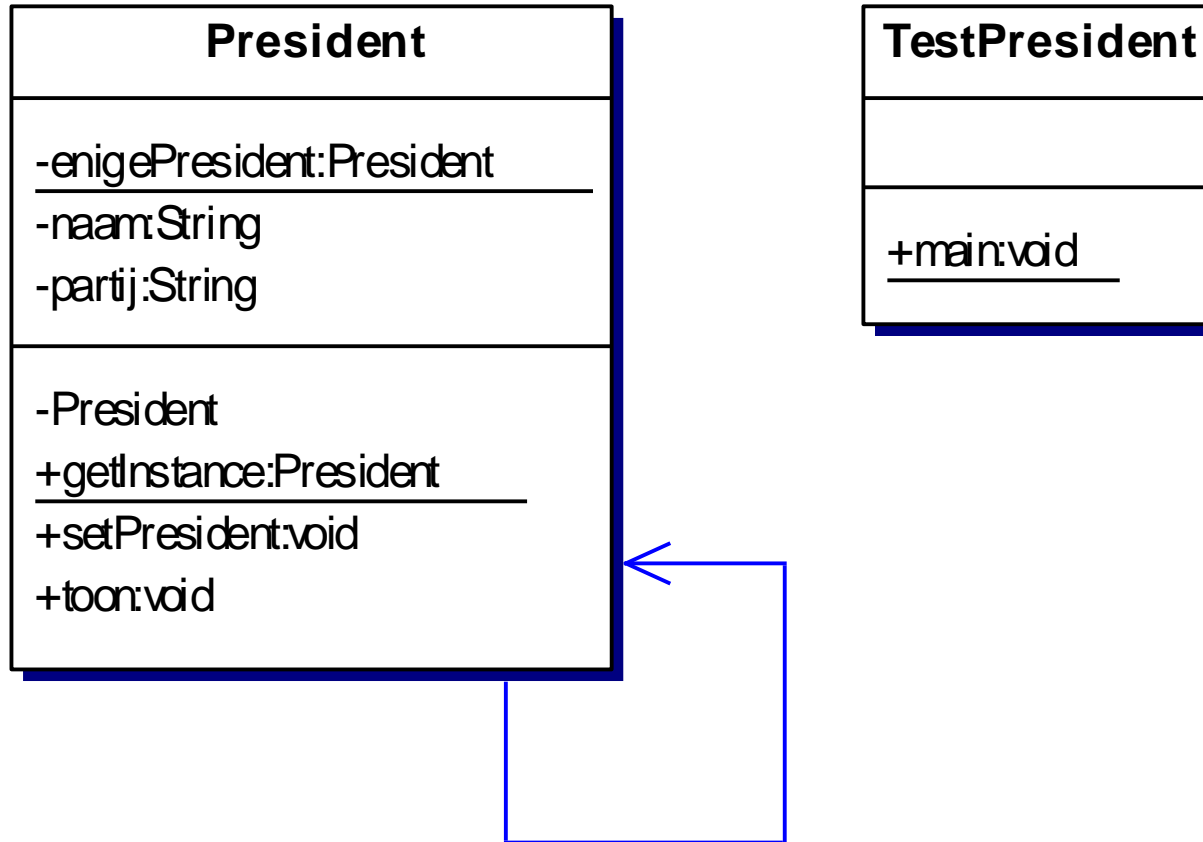 President
-enigePresident:President
-naam:String
-partij:String
-President
+getInstance:President
+setPresident:void
+toon:void
TestPresident
+main:void